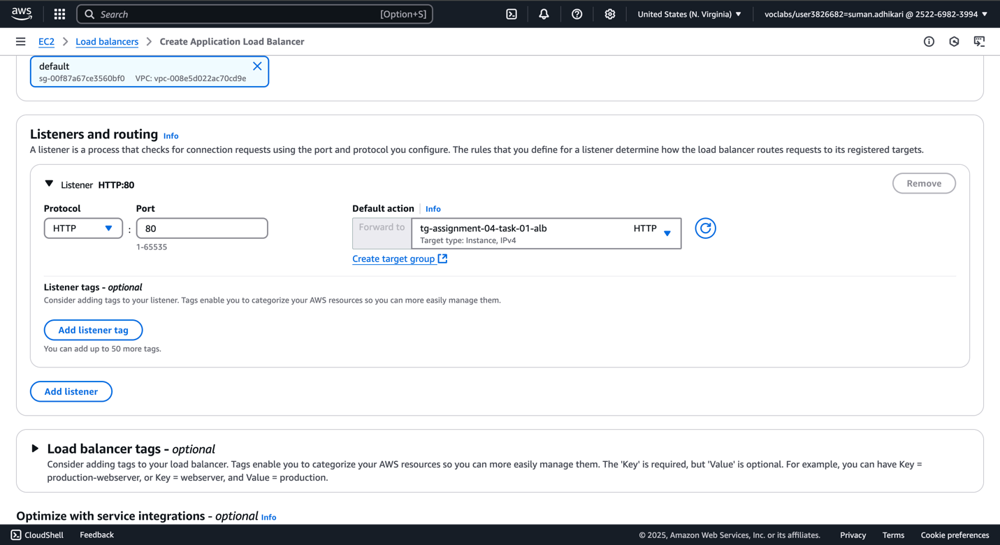 aws
Search [Option+S]
United States (N. Virginia)
voclabs/user3826682=suman.adhikari @ 2522-6982-3994
EC2 > Load balancers > Create Application Load Balancer
default
sg-00f87a67ce3560bf0 VPC: vpc-008e5d022ac70cd9e
Listeners and routing Info
A listener is a process that checks for connection requests using the port and protocol you configure. The rules that you define for a listener determine how the load balancer routes requests to its registered targets.
Listener HTTP:80
Remove
Protocol Port Default action | Info
HTTP : 80
1-65535
Forward to
tg-assignment-04-task-01-alb HTTP
Target type: Instance, IPv4
Create target group
Listener tags - optional
Consider adding tags to your listener. Tags enable you to categorize your AWS resources so you can more easily manage them.
Add listener tag
You can add up to 50 more tags.
Add listener
Load balancer tags - optional
Consider adding tags to your load balancer. Tags enable you to categorize your AWS resources so you can more easily manage them. The 'Key' is required, but 'Value' is optional. For example, you can have Key =
production-webserver, or Key = webserver, and Value = production.
Optimize with service integrations - optional Info
CloudShell Feedback © 2025, Amazon Web Services, Inc. or its affiliates. Privacy Terms Cookie preferences